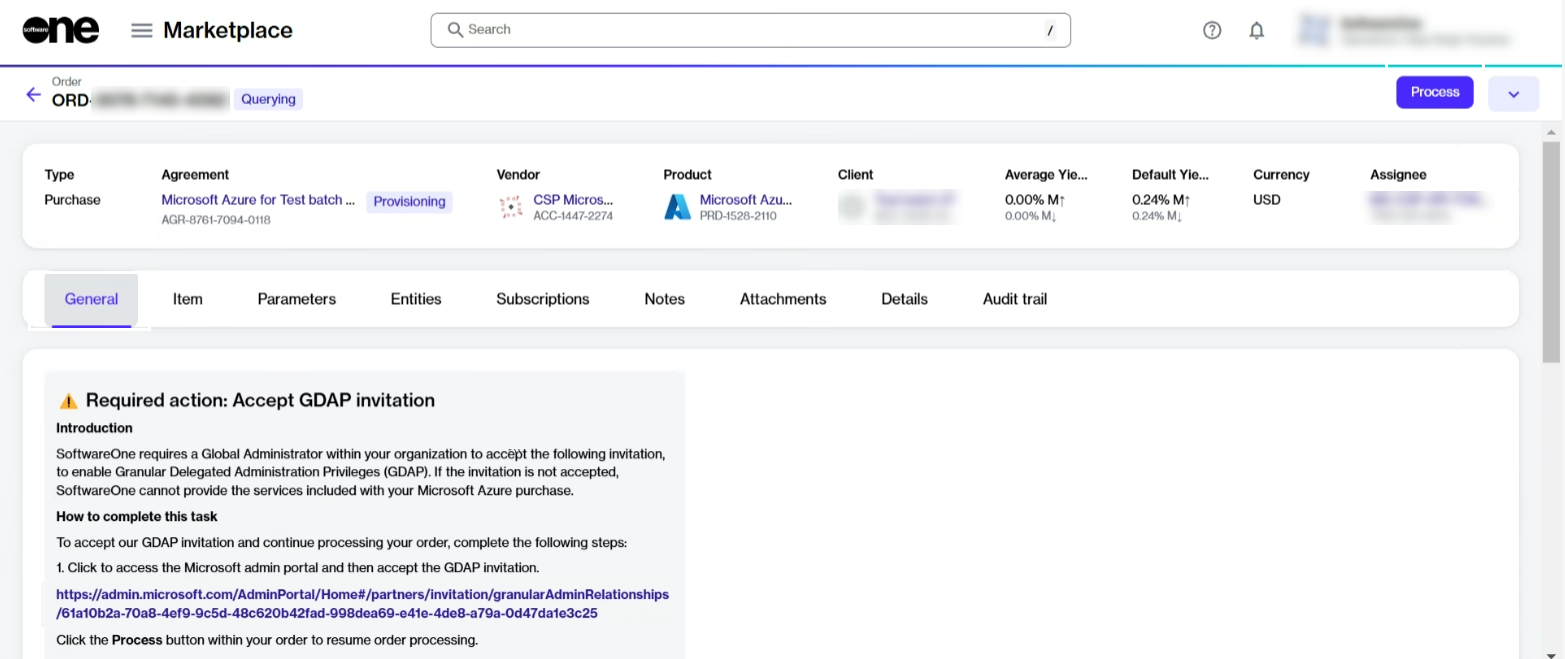 software one
Marketplace
Search
/
Order
ORD-
Querying
Process
Type
Agreement
Vendor
Product
Client
Average Yie...
Default Yie...
Currency
Assignee
Purchase
Microsoft Azure for Test batch ...
Provisioning
CSP Micros...
Microsoft Azu...
0.00% M↑
0.24% M↑
USD
AGR-8761-7094-0118
ACC-1447-2274
PRD-1528-2110
0.00% M↓
0.24% M↓
General
Item
Parameters
Entities
Subscriptions
Notes
Attachments
Details
Audit trail
Required action: Accept GDAP invitation
Introduction
SoftwareOne requires a Global Administrator within your organization to accept the following invitation,
to enable Granular Delegated Administration Privileges (GDAP). If the invitation is not accepted,
SoftwareOne cannot provide the services included with your Microsoft Azure purchase.
How to complete this task
To accept our GDAP invitation and continue processing your order, complete the following steps:
1. Click to access the Microsoft admin portal and then accept the GDAP invitation.
https://admin.microsoft.com/AdminPortal/Home#/partners/invitation/granularAdminRelationships
/61a10b2a-70a8-4ef9-9c5d-48c620b42fad-998dea69-e41e-4de8-a79a-0d47da1e3c25
Click the Process button within your order to resume order processing.